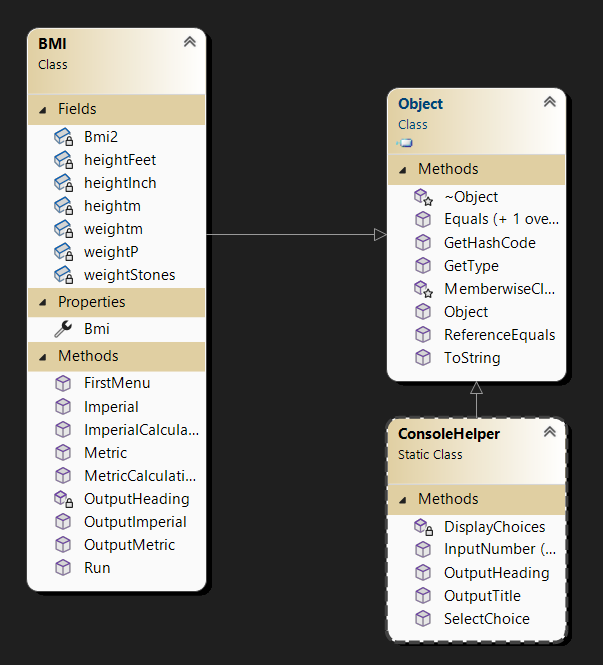 BMI
Class
Fields
Bmi2
heightFeet
heightInch
heightm
weightm
weightP
weightStones
Properties
Bmi
Methods
FirstMenu
Imperial
ImperialCalcula...
Metric
MetricCalculati...
OutputHeading
OutputImperial
OutputMetric
Run
Object
Class
Methods
~Object
Equals (+ 1 ove...
GetHashCode
GetType
MemberwiseCl...
Object
ReferenceEquals
ToString
ConsoleHelper
Static Class
Methods
DisplayChoices
InputNumber (...
OutputHeading
OutputTitle
SelectChoice